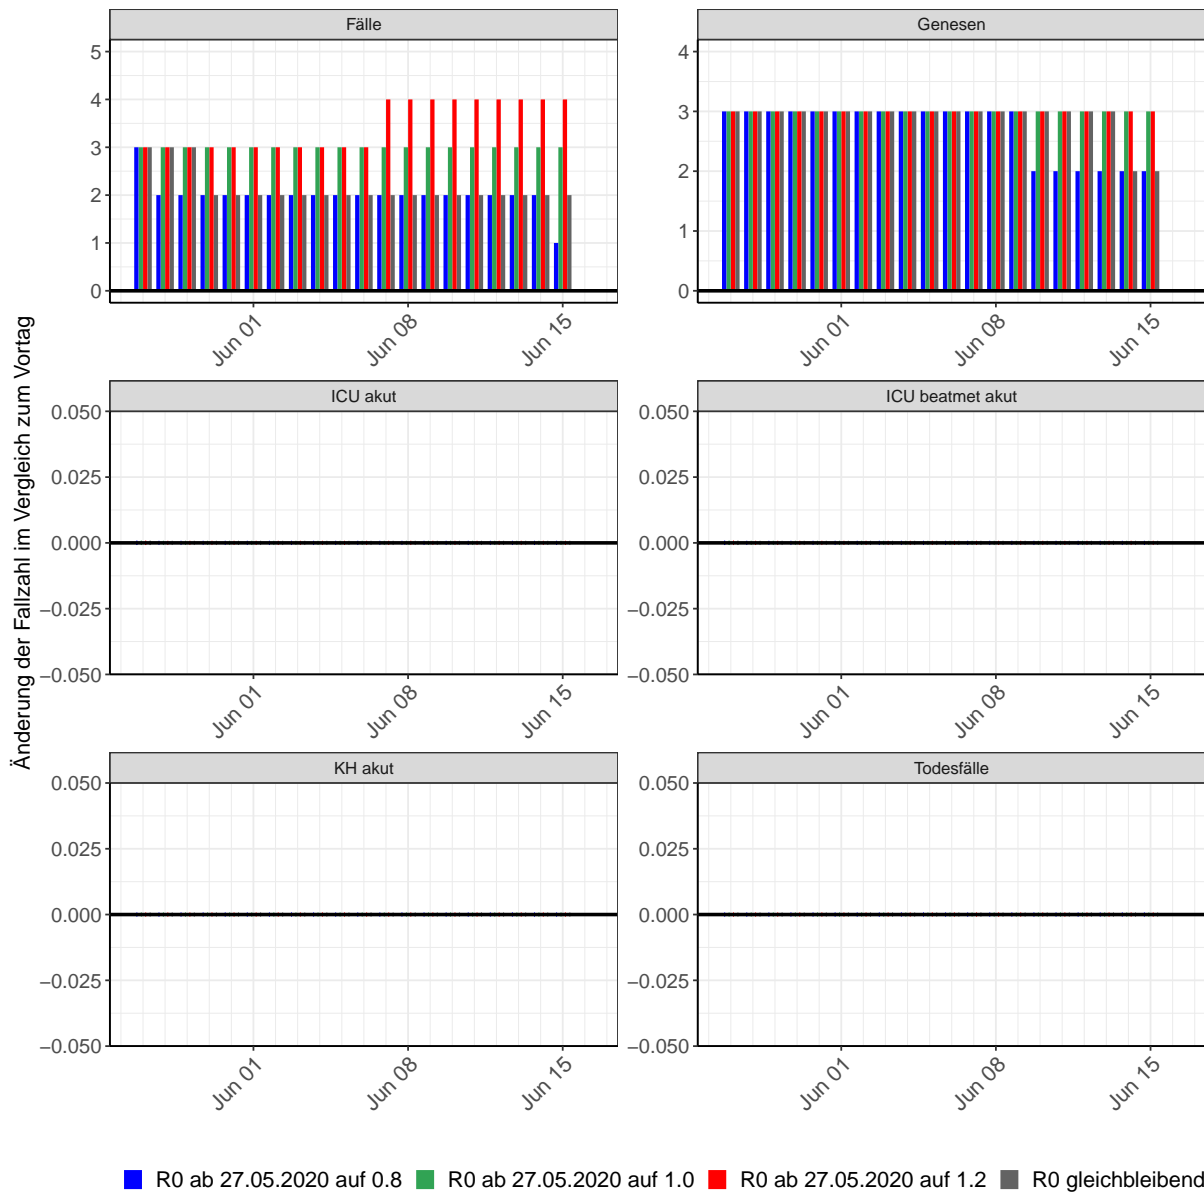 Fälle
Genesen
5
4
3
2
1
0
4
3
2
1
0
Jun 01
Jun 08
Jun 15
Jun 01
Jun 08
Jun 15
Änderung der Fallzahl im Vergleich zum Vortag
ICU akut
ICU beatmet akut
0.050
0.025
0.000
−0.025
−0.050
0.050
0.025
0.000
−0.025
−0.050
Jun 01
Jun 08
Jun 15
Jun 01
Jun 08
Jun 15
KH akut
Todesfälle
0.050
0.025
0.000
−0.025
−0.050
0.050
0.025
0.000
−0.025
−0.050
Jun 01
Jun 08
Jun 15
Jun 01
Jun 08
Jun 15
R0 ab 27.05.2020 auf 0.8
R0 ab 27.05.2020 auf 1.0
R0 ab 27.05.2020 auf 1.2
R0 gleichbleibend